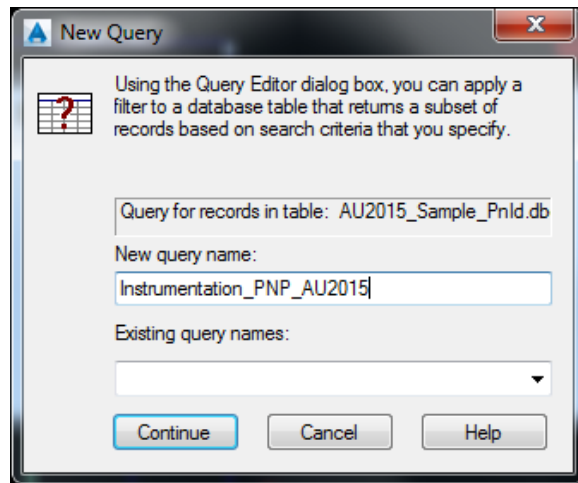 New Query
Using the Query Editor dialog box, you can apply a
filter to a database table that returns a subset of
records based on search criteria that you specify.
Query for records in table: AU2015_Sample_PnId.db
New query name:
Instrumentation_PNP_AU2015
Existing query names:
Continue
Cancel
Help